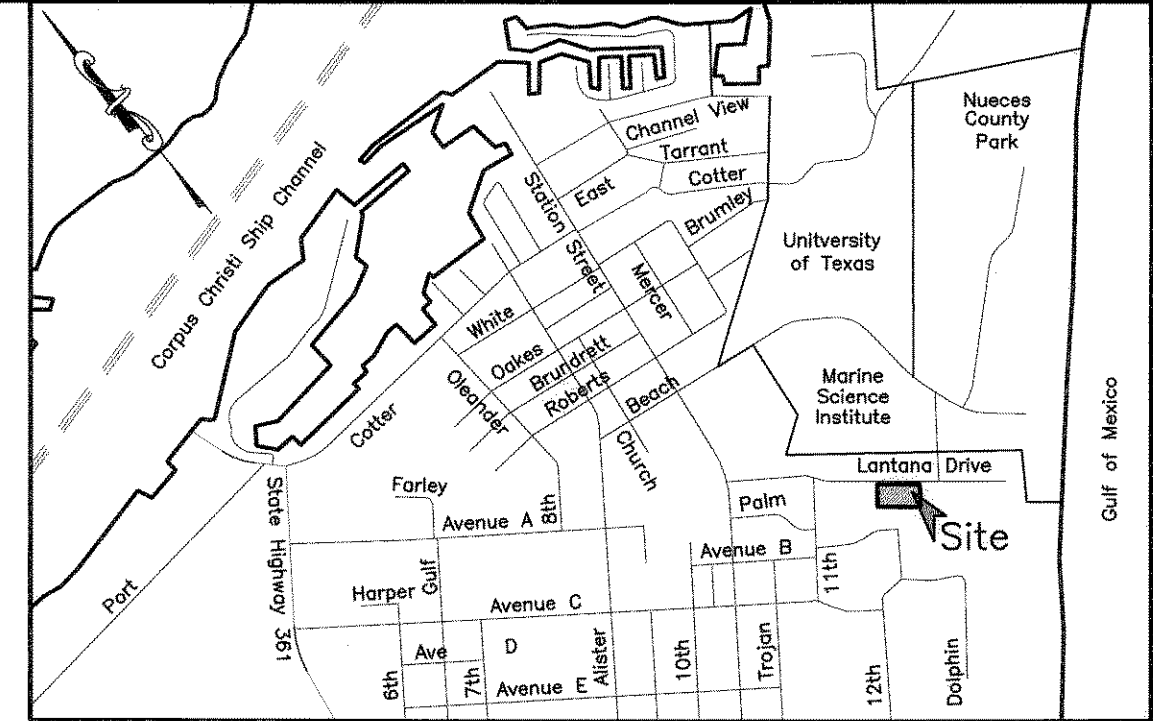 Nueces
County
Park
Channel View
Tarrant
Cotter
East
Brumley
Station Street
Corpus Christi Ship Channel
Unitversity
of Texas
Mercer
White
Oakes
Brundrett
Roberts
Beach
Oleander
Cotter
Church
Marine
Science
Institute
Gulf of Mexico
Lantana Drive
Site
Farley
8th
Palm
Avenue A
Avenue B
11th
State Highway 361
Port
Harper
Gulf
Avenue C
Ave D
6th
7th
Avenue E
Alister
10th
Trojan
12th
Dolphin